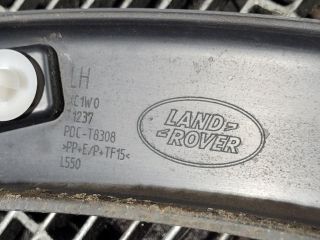 LH
C1W0
1237
PDC-T8308
>PP+E/P+TF15<
L550
LAND
ROVER